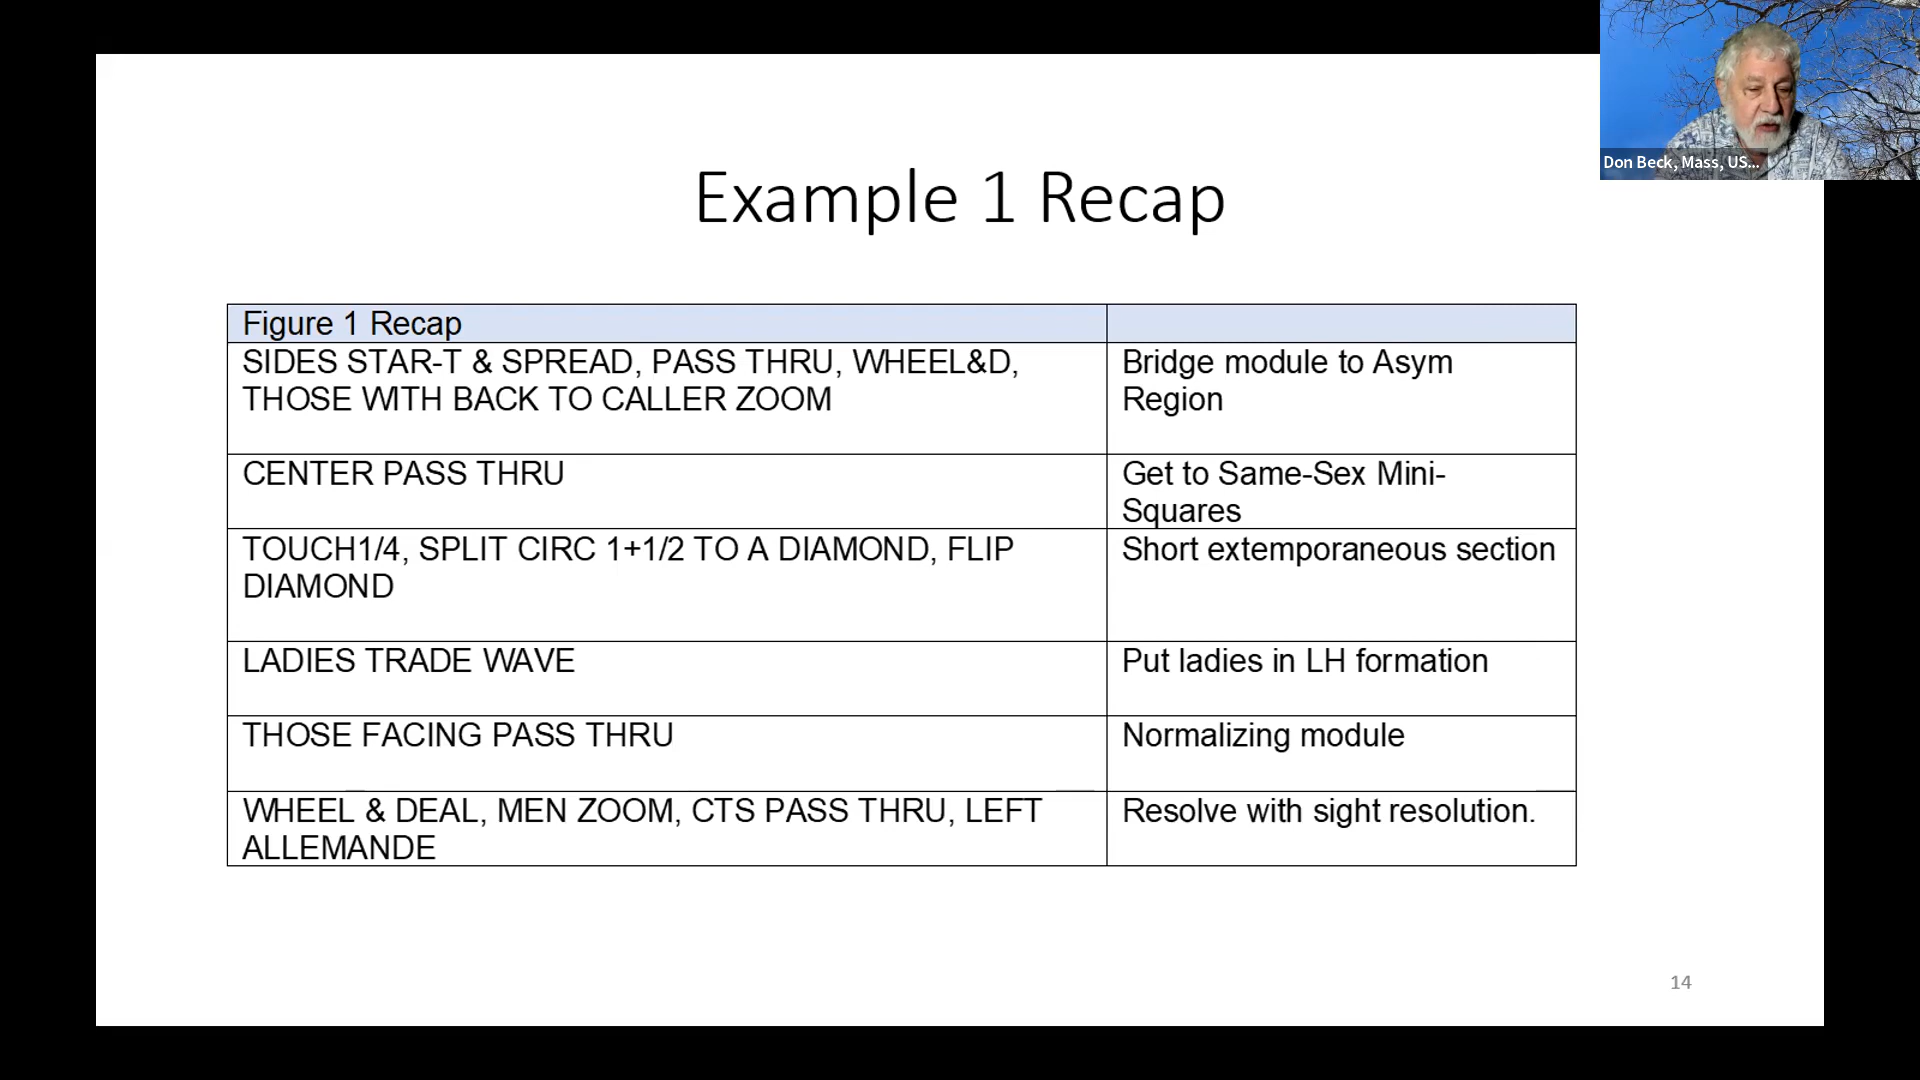 Don Beck, Mass, US...
Example 1 Recap
Figure 1 Recap
SIDES STAR-T & SPREAD, PASS THRU, WHEEL&D,
THOSE WITH BACK TO CALLER ZOOM
Bridge module to Asym
Region
CENTER PASS THRU
Get to Same-Sex Mini-
Squares
TOUCH1/4, SPLIT CIRC 1+1/2 TO A DIAMOND, FLIP
DIAMOND
Short extemporaneous section
LADIES TRADE WAVE
Put ladies in LH formation
THOSE FACING PASS THRU
Normalizing module
WHEEL & DEAL, MEN ZOOM, CTS PASS THRU, LEFT
ALLEMANDE
Resolve with sight resolution.
14